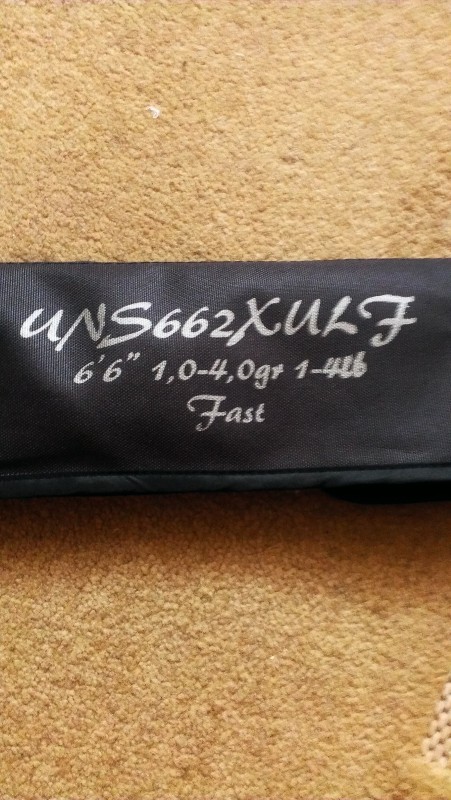 UNS662XULF
6'6" 1,0-4,0gr 1-4lb
Fast